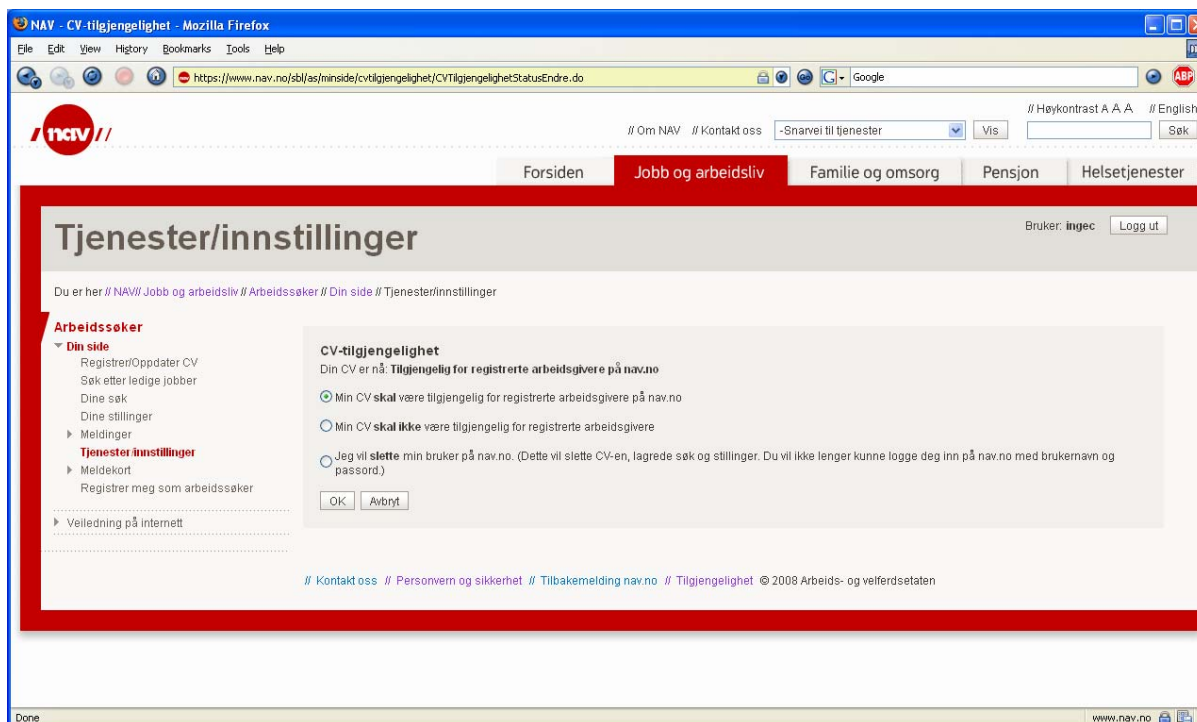 NAV - CV-tilgjengelighet - Mozilla Firefox
File Edit View History Bookmarks Tools Help
https://www.nav.no/sbl/as/minside/cvtilgjengelighet/CVTilgjengelighetStatusEndre.do
G Google
ABP
// Høykontrast A A A // English
/ nav //
// Om NAV // Kontakt oss -Snarvei til tjenester Vis Søk
Forsiden Jobb og arbeidsliv Familie og omsorg Pensjon Helsetjenester
Tjenester/innstillinger
Bruker: ingec Logg ut
Du er her // NAV// Jobb og arbeidsliv // Arbeidssøker // Din side // Tjenester/innstillinger
Arbeidssøker
Din side
Registrer/Oppdater CV
Søk etter ledige jobber
Dine søk
Dine stillinger
Meldinger
Tjenester/innstillinger
Meldekort
Registrer meg som arbeidssøker
Veiledning på internett
CV-tilgjengelighet
Din CV er nå: Tilgjengelig for registrerte arbeidsgivere på nav.no
Min CV skal være tilgjengelig for registrerte arbeidsgivere på nav.no
Min CV skal ikke være tilgjengelig for registrerte arbeidsgivere
Jeg vil slette min bruker på nav.no. (Dette vil slette CV-en, lagrede søk og stillinger. Du vil ikke lenger kunne logge deg inn på nav.no med brukernavn og
passord.)
OK Avbryt
// Kontakt oss // Personvern og sikkerhet // Tilbakemelding nav.no // Tilgjengelighet © 2008 Arbeids- og velferdsetaten
Done
www.nav.no